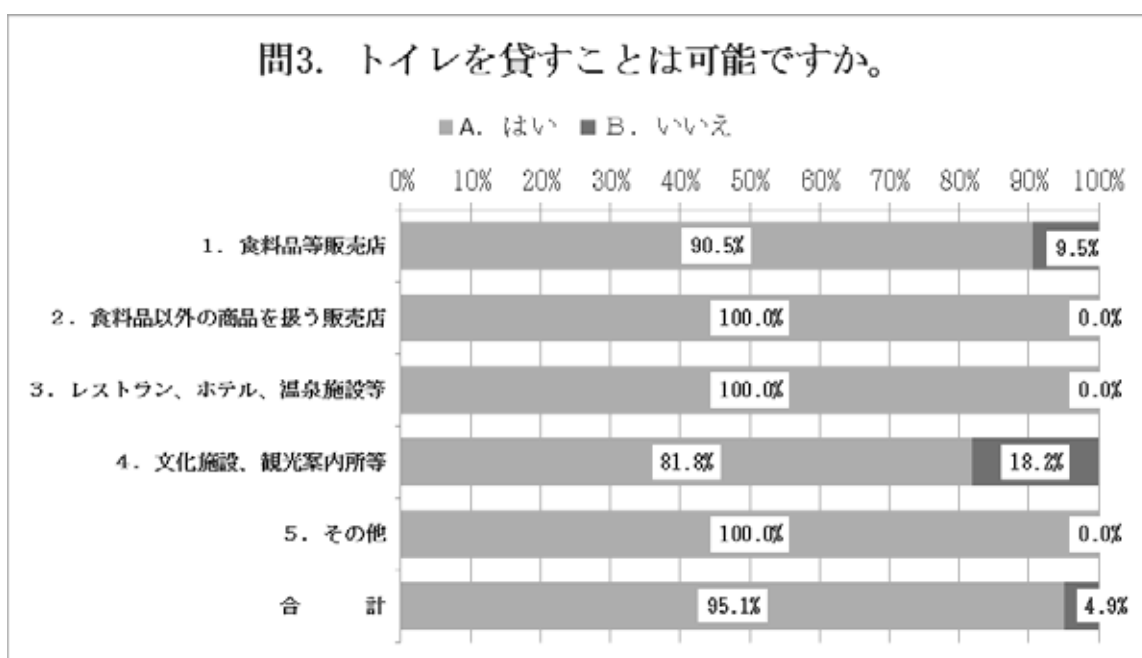 問3. トイレを貸すことは可能ですか。
■A. はい ■B. いいえ
0% 10% 20% 30% 40% 50% 60% 70% 80% 90% 100%
1. 食料品等販売店 90.5% 9.5%
2. 食料品以外の商品を扱う販売店 100.0% 0.0%
3. レストラン、ホテル、温泉施設等 100.0% 0.0%
4. 文化施設、観光案内所等 81.8% 18.2%
5. その他 100.0% 0.0%
合 計 95.1% 4.9%